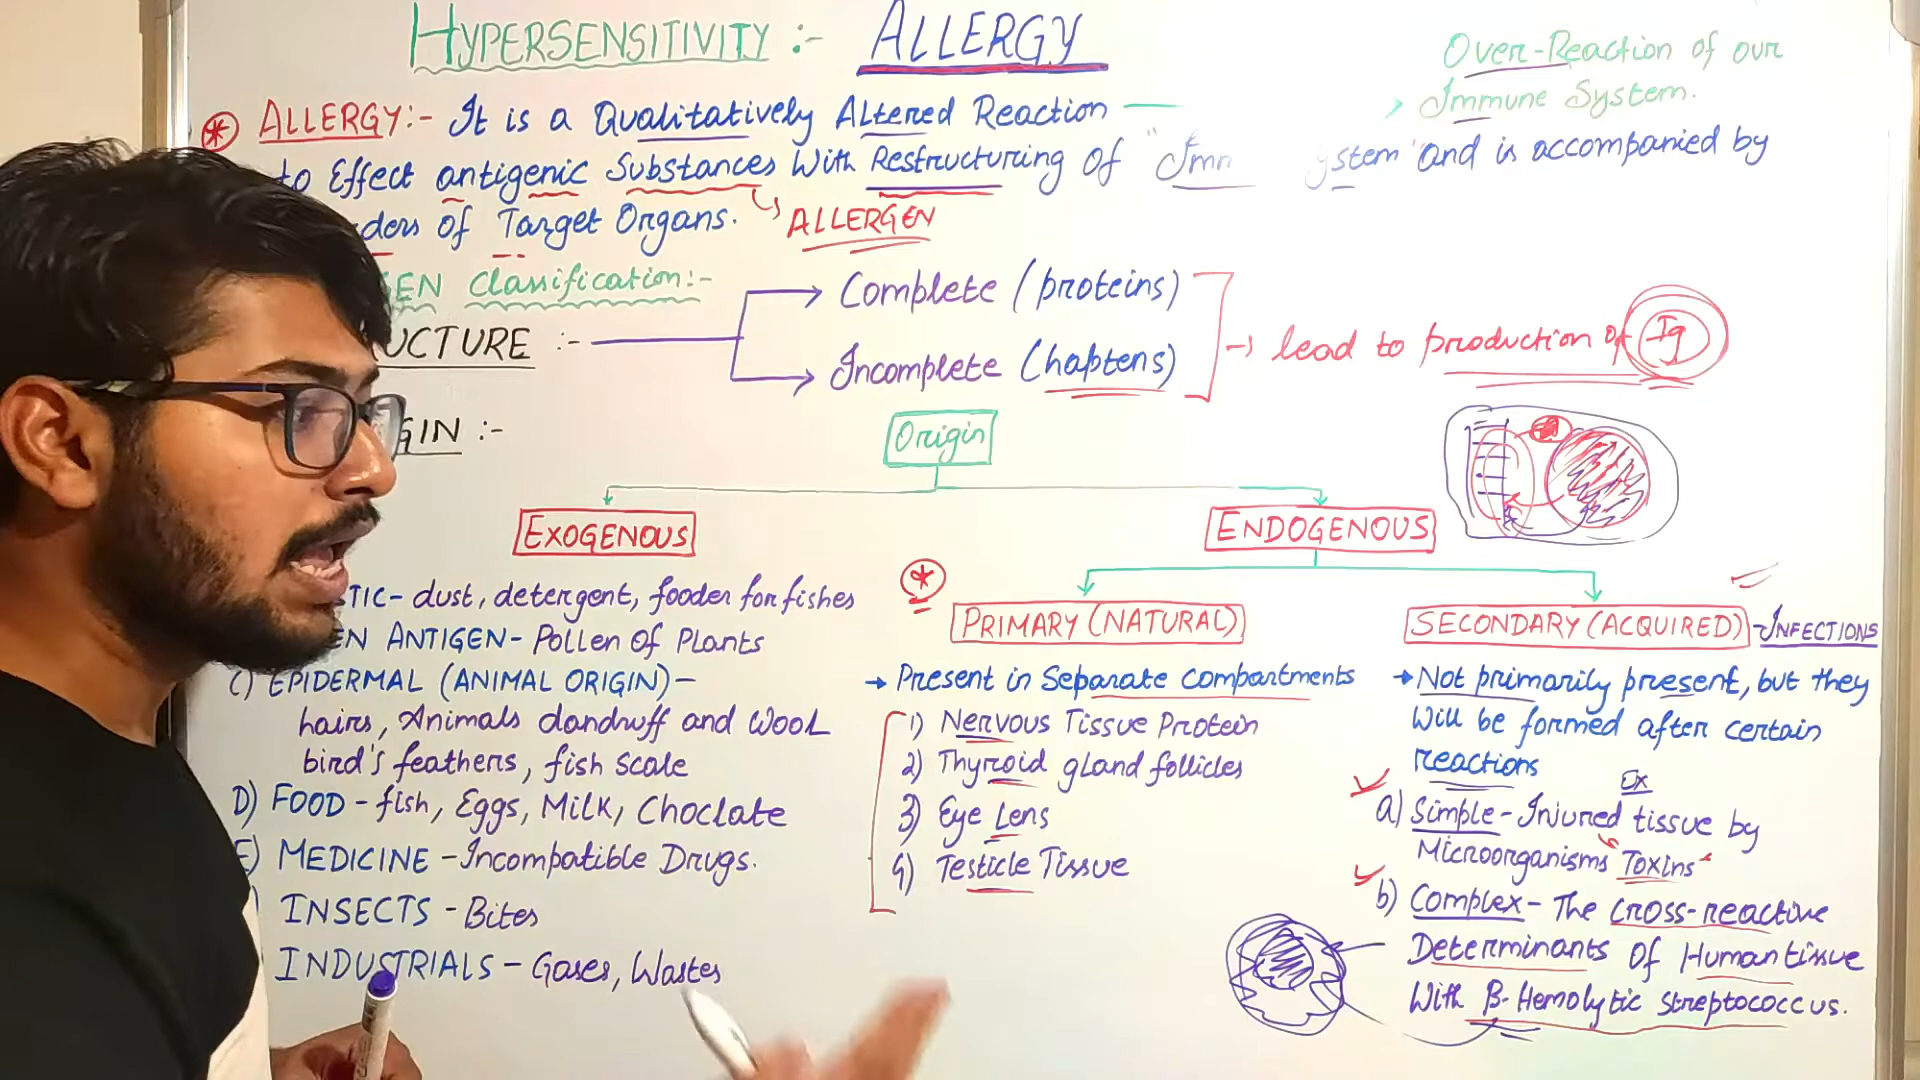 HYPERSENSITIVITY :- ALLERGY
Over-Reaction of our
Immune System.
* ALLERGY:- It is a Qualitatively Altered Reaction
to Effect antigenic Substances With Restructuring Of "Imm ystem" and is accompanied by
ders of Target Organs. ALLERGEN
GEN Classification:-
UCTURE :-
Complete (proteins)
Incomplete (haptens)
→ lead to production of Ig
GIN :-
Origin
EXOGENOUS
TIC- dust, detergent, fooder for fishes
EN ANTIGEN- Pollen of Plants
C) EPIDERMAL (ANIMAL ORIGIN)-
hairs, Animals dandruff and Wool
bird's feathers, fish scale
D) FOOD - fish, Eggs, Milk, Choclate
E) MEDICINE -Incompatible Drugs.
) INSECTS - Bites
INDUSTRIALS - Gases, Wastes
ENDOGENOUS
*
PRIMARY (NATURAL)
→ Present in Separate compartments
1) Nervous Tissue Protein
2) Thyroid gland follicles
3) Eye Lens
4) Testicle Tissue
SECONDARY (ACQUIRED) -INFECTIONS
→ Not primarily present, but they
Will be formed after certain
reactions
Ex
a) Simple-Injured tissue by
Microorganisms Toxins
b) Complex- The cross-reactive
Determinants Of Human tissue
With β-Hemolytic streptococcus.